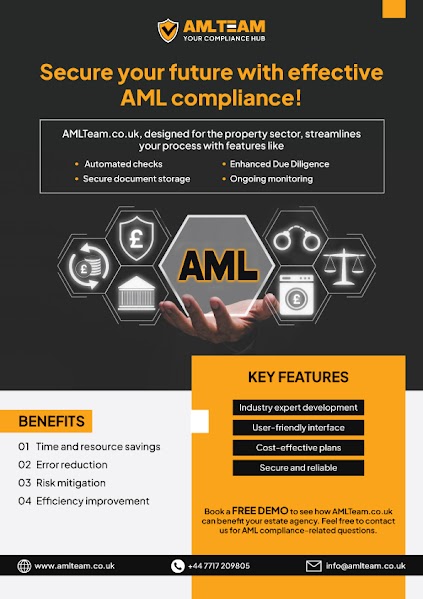 AMLTEAM
YOUR COMPLIANCE HUB
Secure your future with effective
AML compliance!
AMLTeam.co.uk, designed for the property sector, streamlines
your process with features like
• Automated checks
• Enhanced Due Diligence
• Secure document storage
• Ongoing monitoring
£
£
AML
£
KEY FEATURES
Industry expert development
User-friendly interface
Cost-effective plans
Secure and reliable
BENEFITS
01 Time and resource savings
02 Error reduction
03 Risk mitigation
04 Efficiency improvement
Book a FREE DEMO to see how AMLTeam.co.uk
can benefit your estate agency. Feel free to contact
us for AML compliance-related questions.
www.amlteam.co.uk
+44 7717 209805
info@amlteam.co.uk